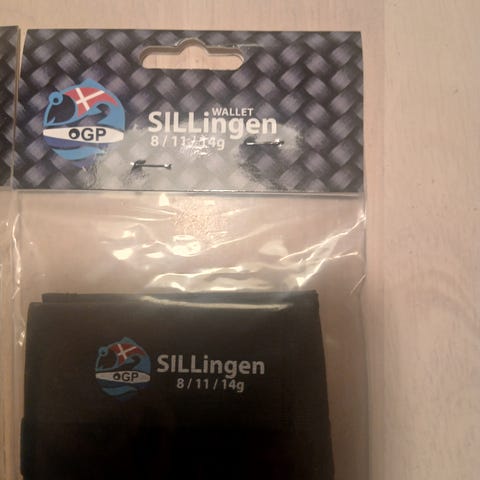 WALLET
SILLingen
8 / 11 / 14g
OGP
SILLingen
8 / 11 / 14g
OGP